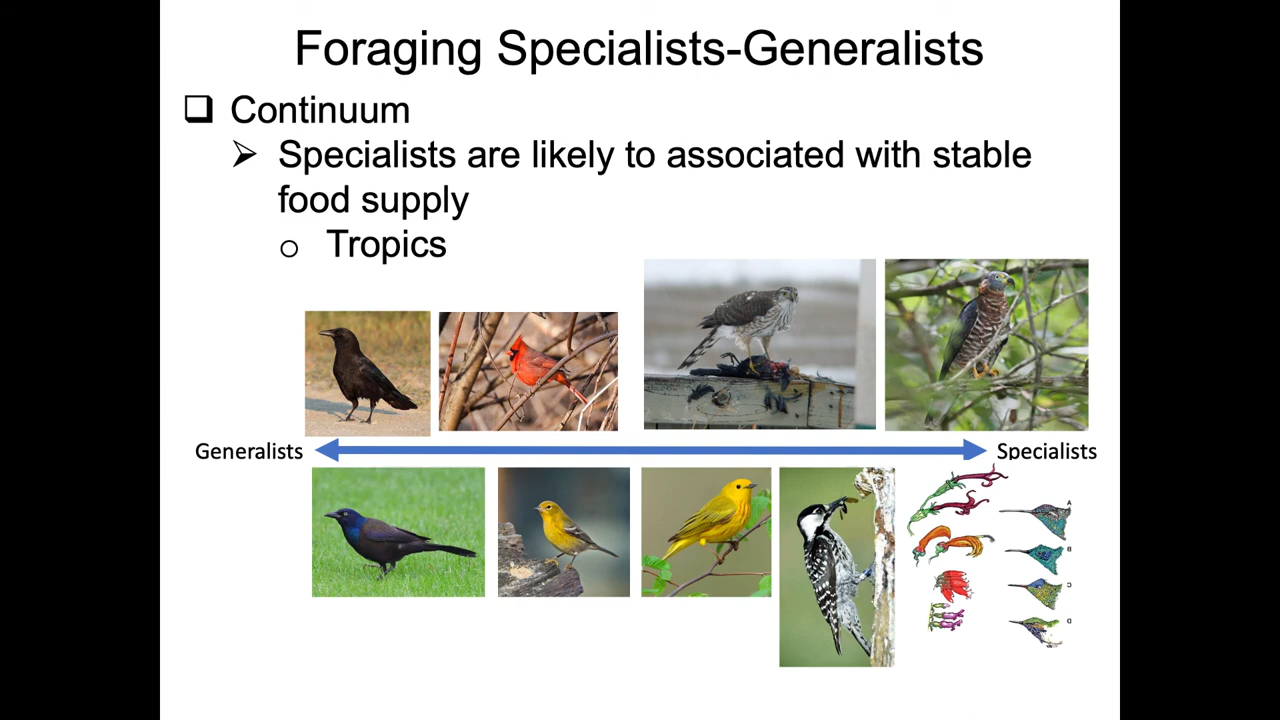 Foraging Specialists-Generalists
❑ Continuum
➢ Specialists are likely to associated with stable
food supply
o Tropics
Generalists
Specialists
A
B
C
D